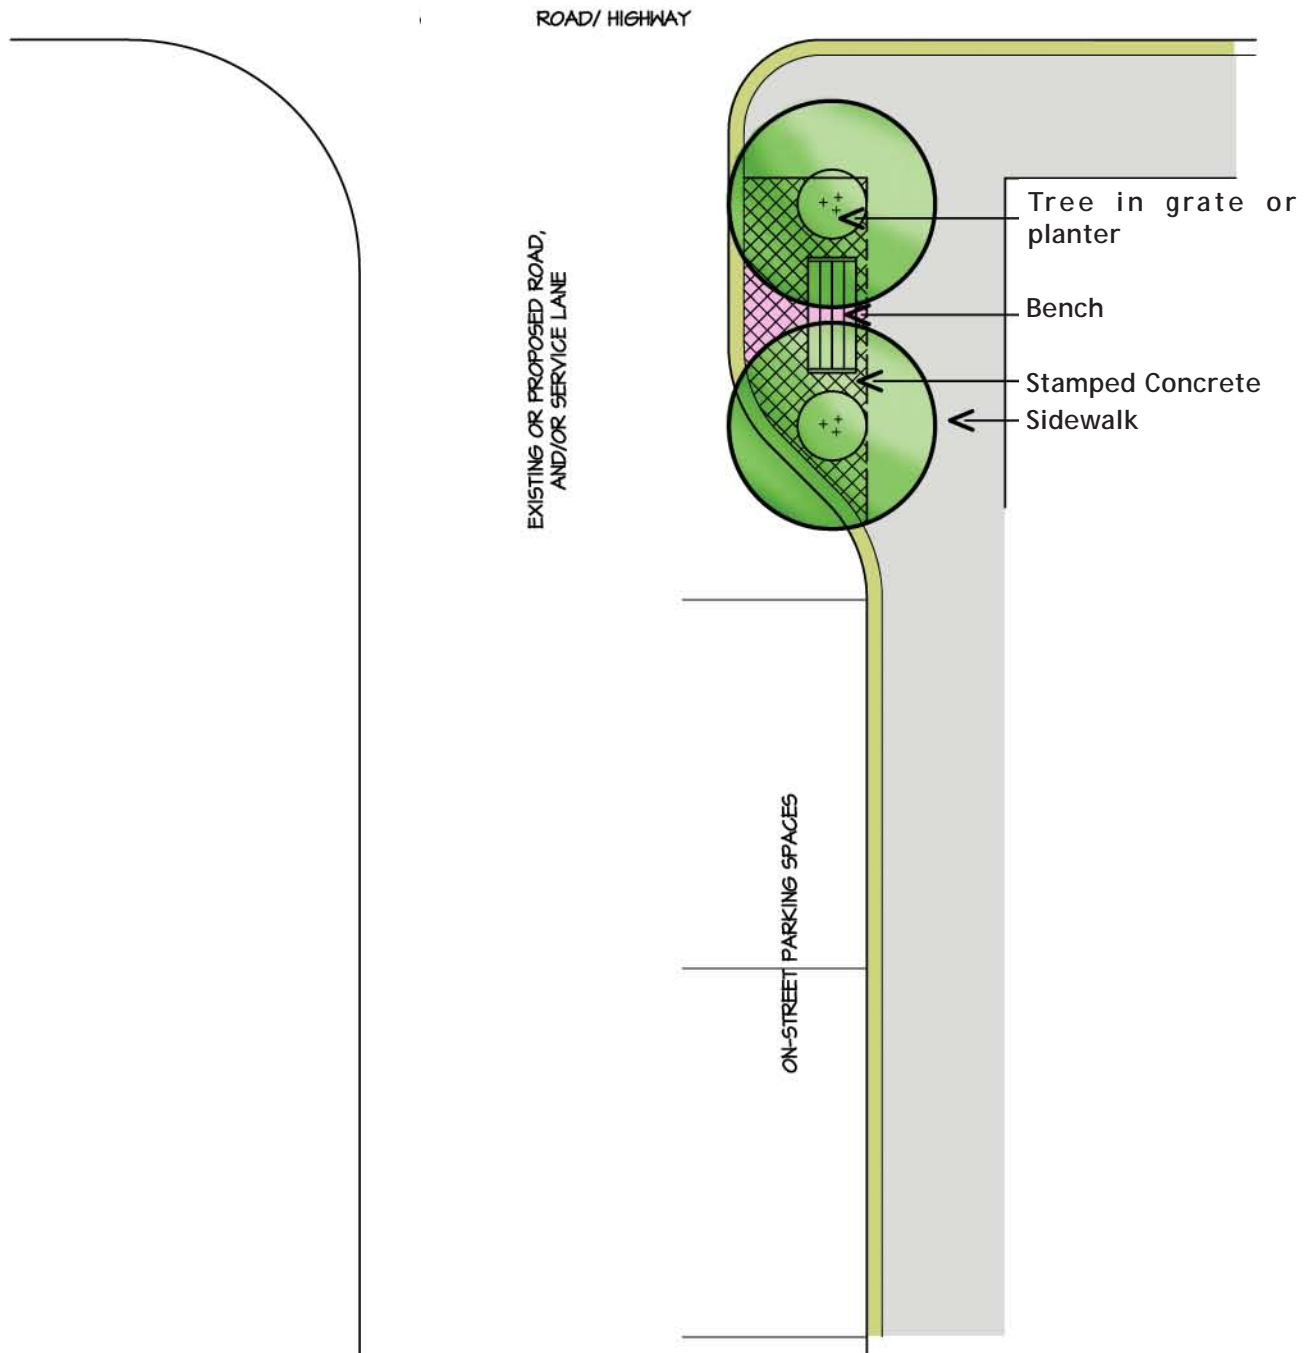 ROAD/ HIGHWAY
Tree in grate or
planter
EXISTING OR PROPOSED ROAD,
AND/OR SERVICE LANE
Bench
Stamped Concrete
Sidewalk
ON-STREET PARKING SPACES